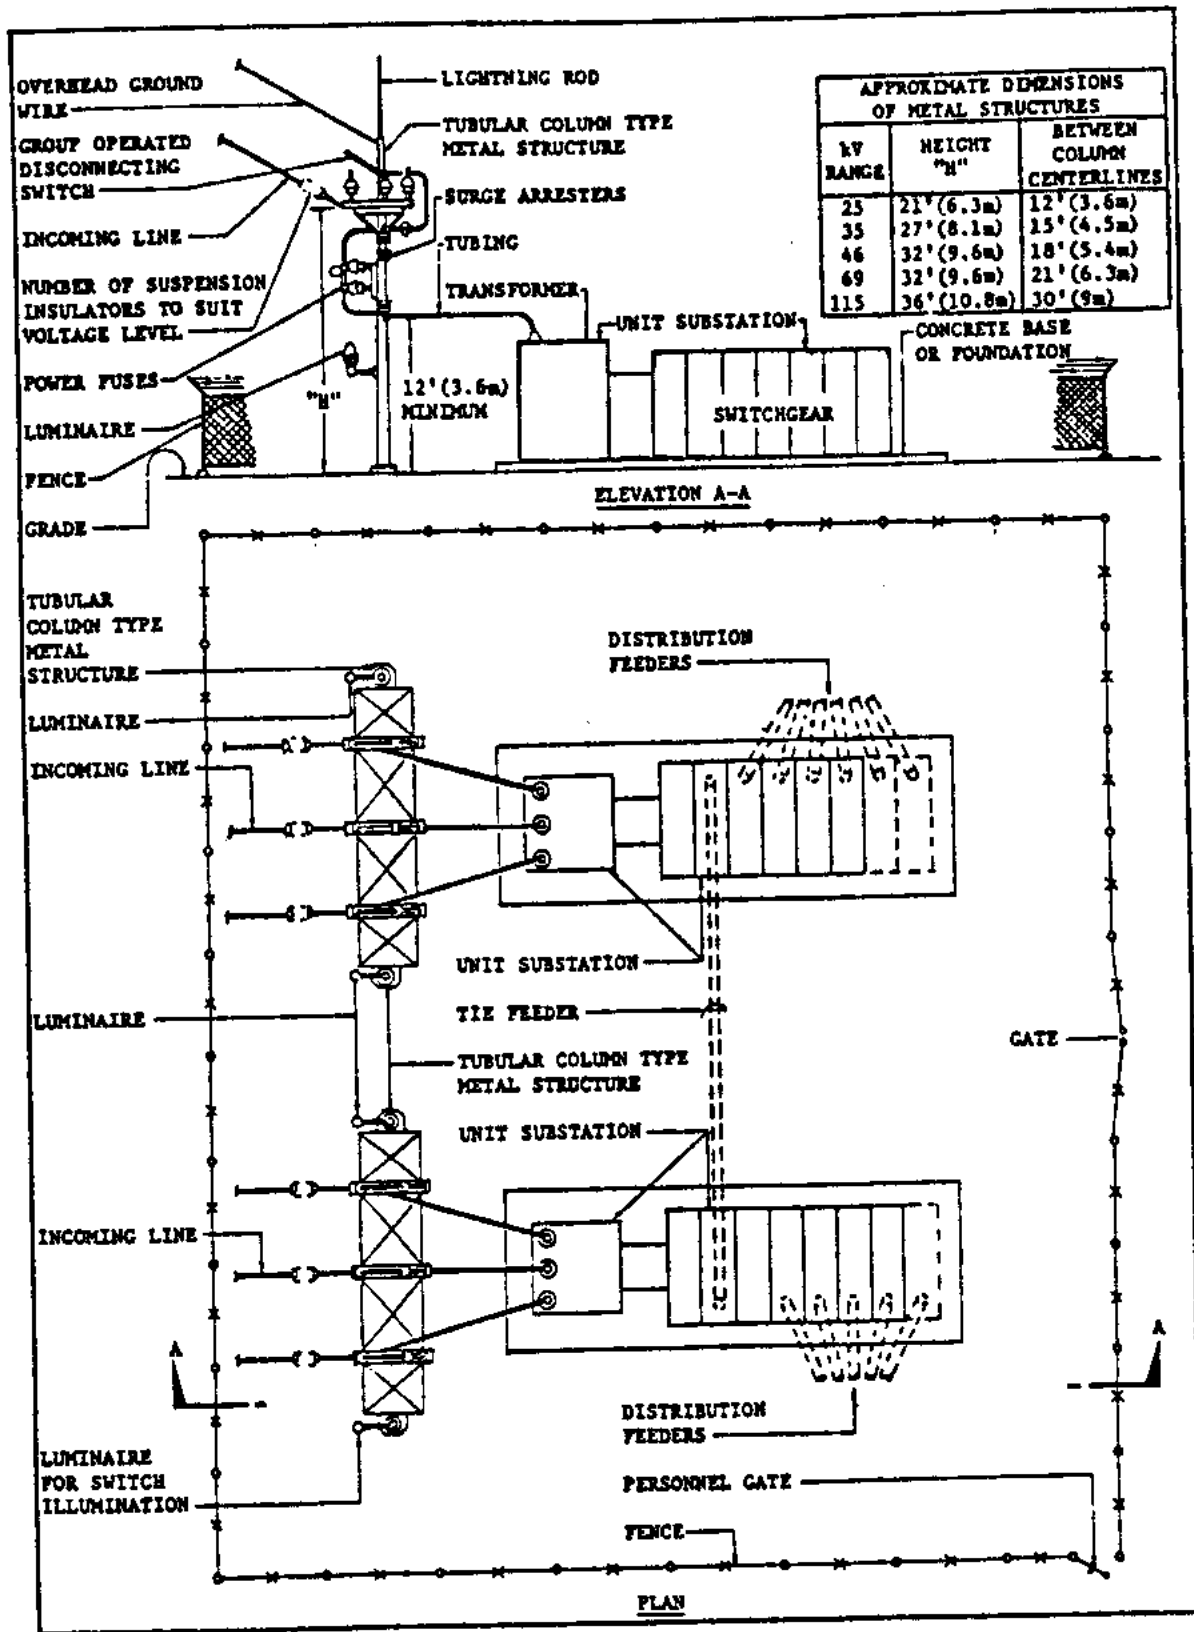 OVERHEAD GROUND
WIRE
GROUP OPERATED
DISCONNECTING
SWITCH
INCOMING LINE
NUMBER OF SUSPENSION
INSULATORS TO SUIT
VOLTAGE LEVEL
POWER FUSES
LUMINAIRE
FENCE
GRADE
LIGHTNING ROD
TUBULAR COLUMN TYPE
METAL STRUCTURE
SURGE ARRESTERS
TUBING
TRANSFORMER
UNIT SUBSTATION
"H"
12'(3.6m)
MINIMUM
SWITCHGEAR
CONCRETE BASE
OR FOUNDATION
APPROXIMATE DIMENSIONS
OF METAL STRUCTURES
kV
RANGE
HEIGHT
"H"
BETWEEN
COLUMN
CENTERLINES
25 21'(6.3m) 12'(3.6m)
35 27'(8.1m) 15'(4.5m)
46 32'(9.6m) 18'(5.4m)
69 32'(9.6m) 21'(6.3m)
115 36'(10.8m) 30'(9m)
ELEVATION A-A
TUBULAR
COLUMN TYPE
METAL
STRUCTURE
LUMINAIRE
INCOMING LINE
DISTRIBUTION
FEEDERS
UNIT SUBSTATION
TIE FEEDER
LUMINAIRE
GATE
TUBULAR COLUMN TYPE
METAL STRUCTURE
UNIT SUBSTATION
INCOMING LINE
A
A
DISTRIBUTION
FEEDERS
LUMINAIRE
FOR SWITCH
ILLUMINATION
PERSONNEL GATE
FENCE
PLAN